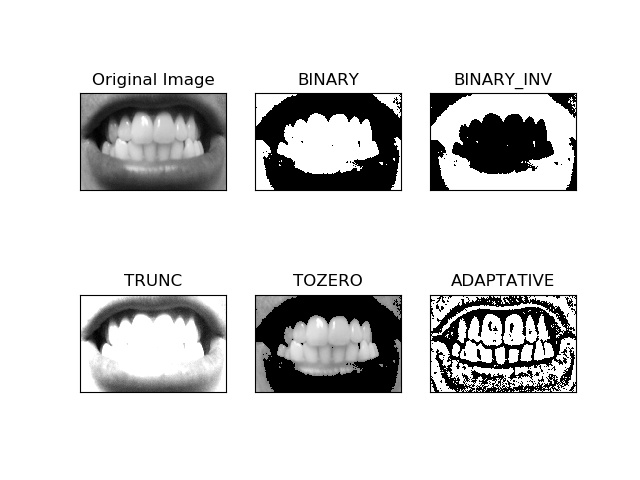 Original Image
BINARY
BINARY_INV
TRUNC
TOZERO
ADAPTATIVE